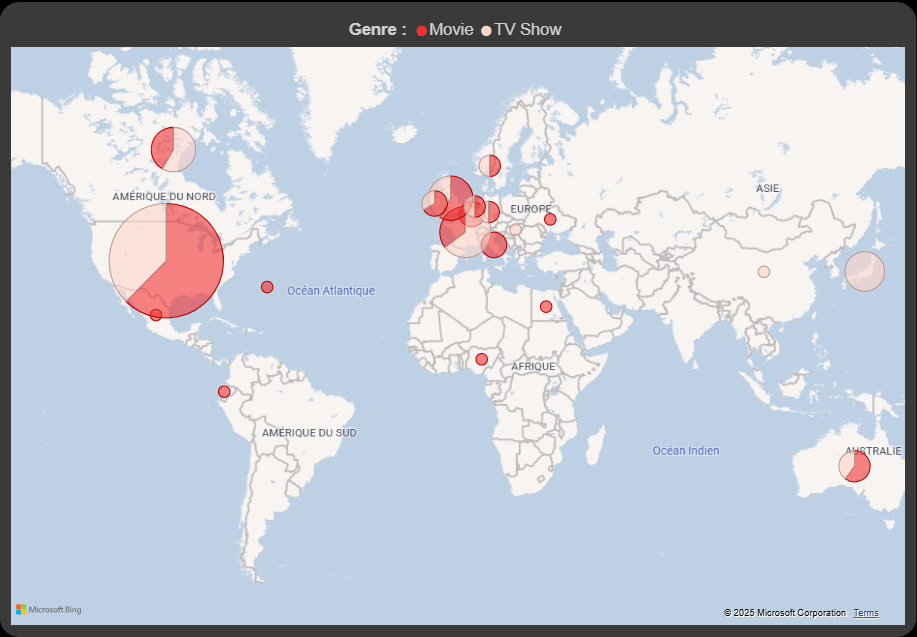 Genre : Movie TV Show
AMÉRIQUE DU NORD
ASIE
EUROPE
Océan Atlantique
AFRIQUE
AMÉRIQUE DU SUD
Océan Indien
AUSTRALIE
Microsoft Bing
© 2025 Microsoft Corporation Terms